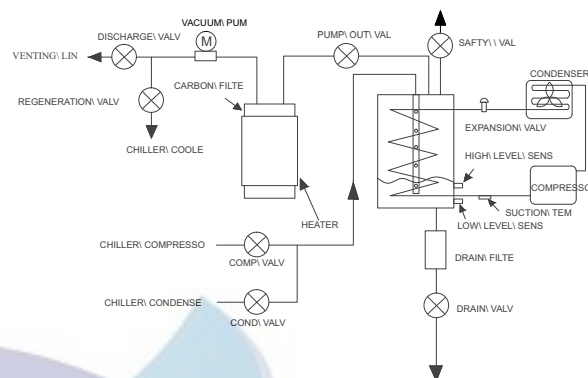 VACUUM\ PUM
DISCHARGE\ VALV
M
PUMP\ OUT\ VAL
SAFTY\ \ VAL
VENTING\ LIN
CONDENSER
CARBON\ FILTE
REGENERATION\ VALV
EXPANSION\ VALV
CHILLER\ COOLE
HIGH\ LEVEL\ SENS
COMPRESSO
SUCTION\ TEM
HEATER
LOW\ LEVEL\ SENS
CHILLER\ COMPRESSO
COMP\ VALV
DRAIN\ FILTE
CHILLER\ CONDENSE
DRAIN\ VALV
COND\ VALV